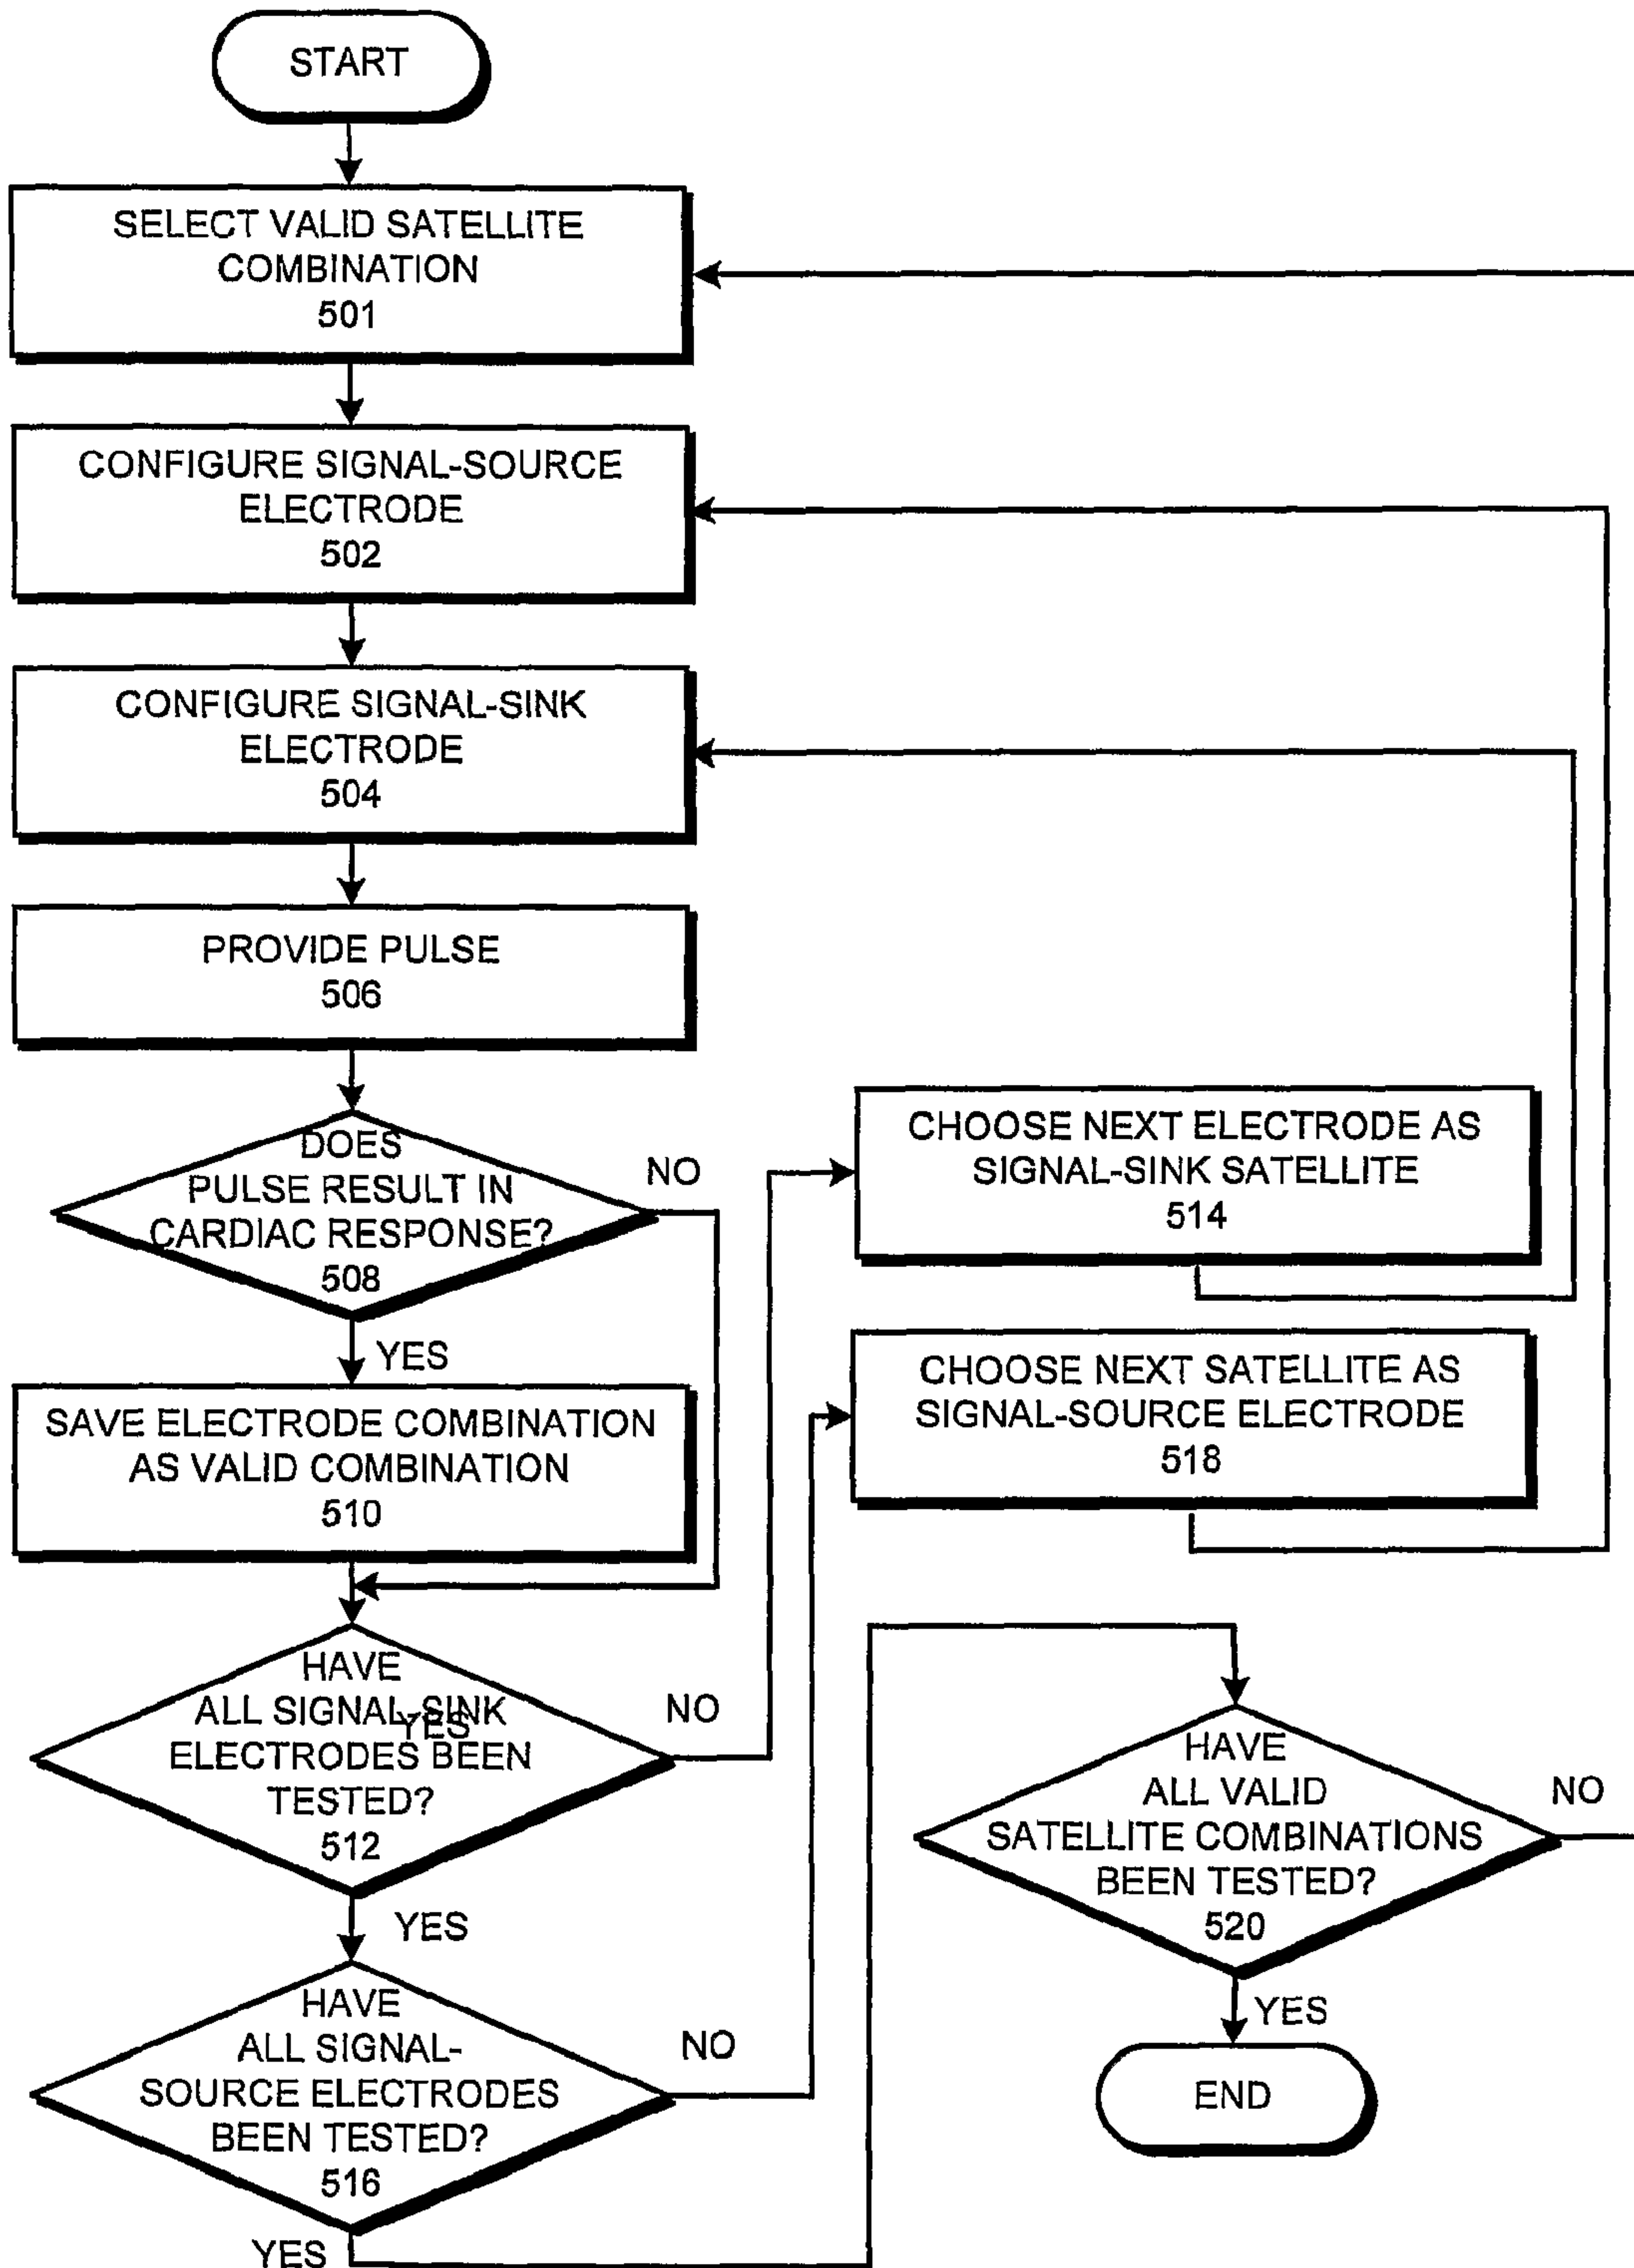 START
SELECT VALID SATELLITE
COMBINATION
501
CONFIGURE SIGNAL-SOURCE
ELECTRODE
502
CONFIGURE SIGNAL-SINK
ELECTRODE
504
PROVIDE PULSE
506
DOES
PULSE RESULT IN
CARDIAC RESPONSE?
508
NO
YES
SAVE ELECTRODE COMBINATION
AS VALID COMBINATION
510
CHOOSE NEXT ELECTRODE AS
SIGNAL-SINK SATELLITE
514
CHOOSE NEXT SATELLITE AS
SIGNAL-SOURCE ELECTRODE
518
HAVE
ALL SIGNAL-SINK
YES
ELECTRODES BEEN
TESTED?
512
NO
YES
HAVE
ALL SIGNAL-
SOURCE ELECTRODES
BEEN TESTED?
516
NO
YES
HAVE
ALL VALID
SATELLITE COMBINATIONS
BEEN TESTED?
520
NO
YES
END